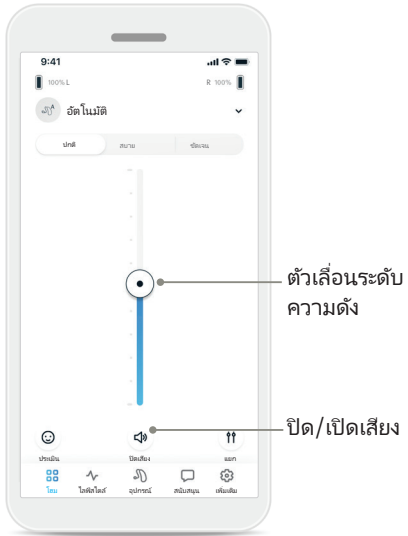 9:41
100% L
R 100%
อัตโนมัติ
ปกติ
สบาย
ชัดเจน
ตัวเลื่อนระดับ
ความดัง
ปิด/เปิดเสียง
ประเมิน
ปิดเสียง
แยก
โฮม
ไลฟ์สไตล์
อุปกรณ์
สนับสนุน
เพิ่มเติม